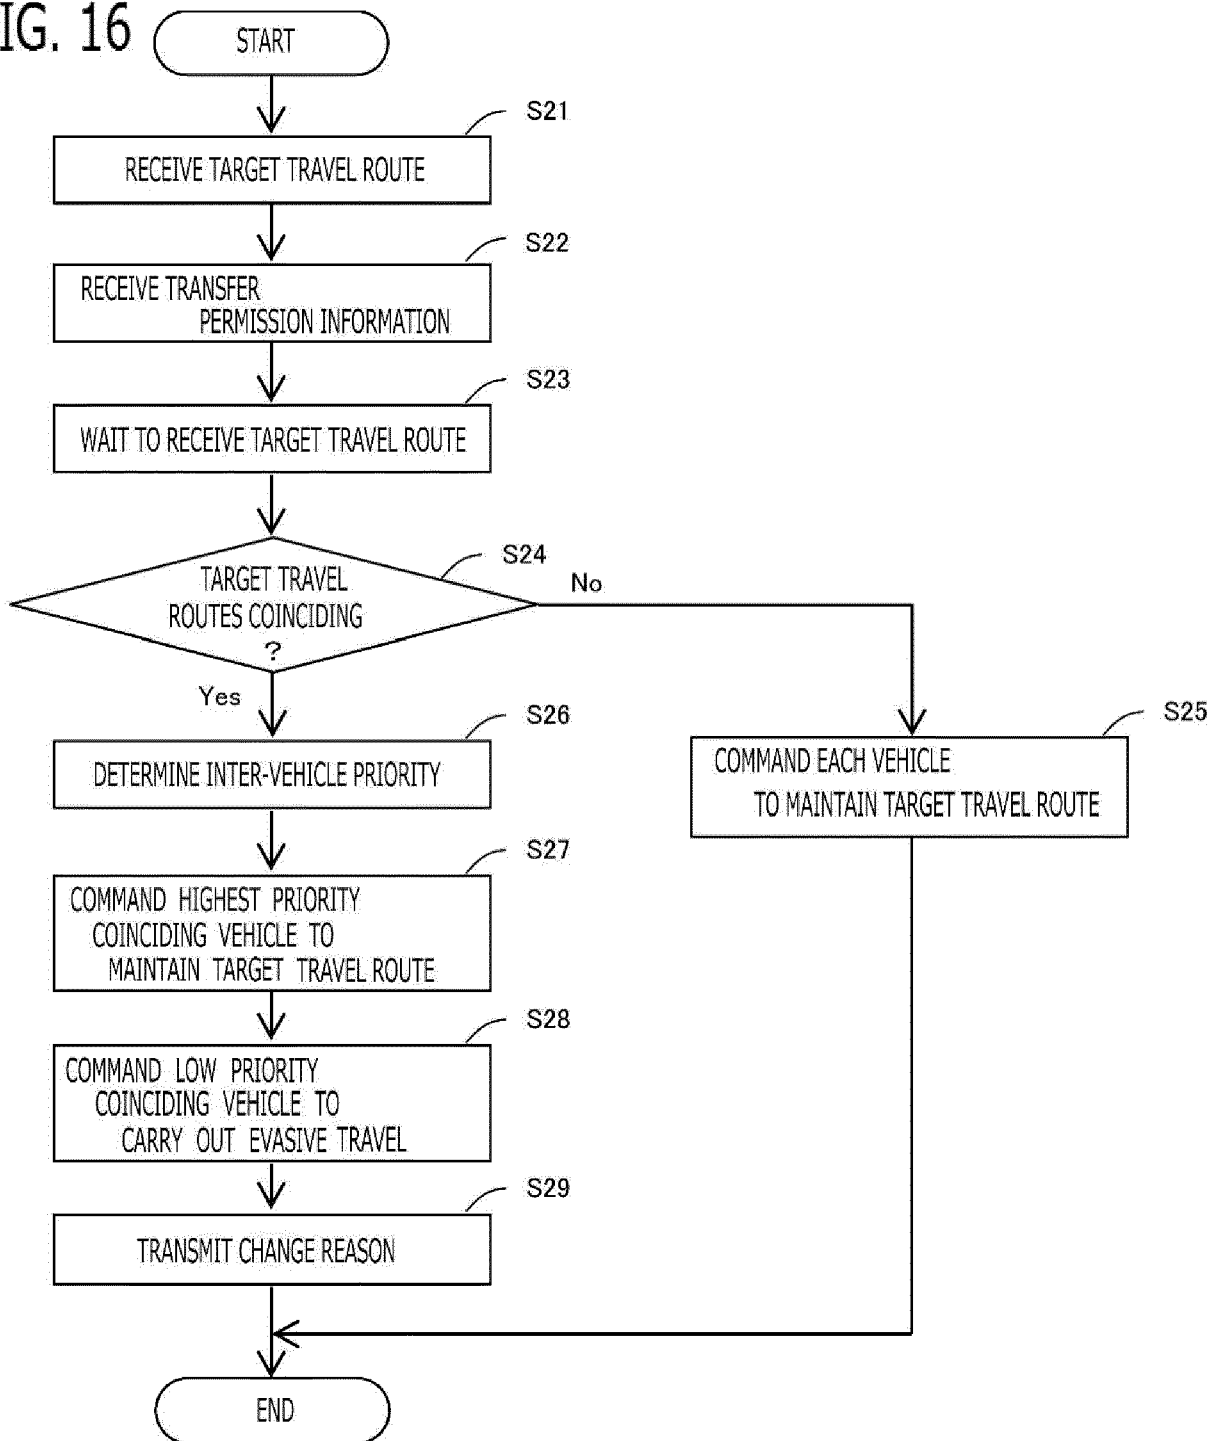 IG. 16
START
S21
RECEIVE TARGET TRAVEL ROUTE
S22
RECEIVE TRANSFER
PERMISSION INFORMATION
S23
WAIT TO RECEIVE TARGET TRAVEL ROUTE
S24
TARGET TRAVEL
ROUTES COINCIDING
?
No
Yes
S25
COMMAND EACH VEHICLE
TO MAINTAIN TARGET TRAVEL ROUTE
S26
DETERMINE INTER-VEHICLE PRIORITY
S27
COMMAND HIGHEST PRIORITY
COINCIDING VEHICLE TO
MAINTAIN TARGET TRAVEL ROUTE
S28
COMMAND LOW PRIORITY
COINCIDING VEHICLE TO
CARRY OUT EVASIVE TRAVEL
S29
TRANSMIT CHANGE REASON
END